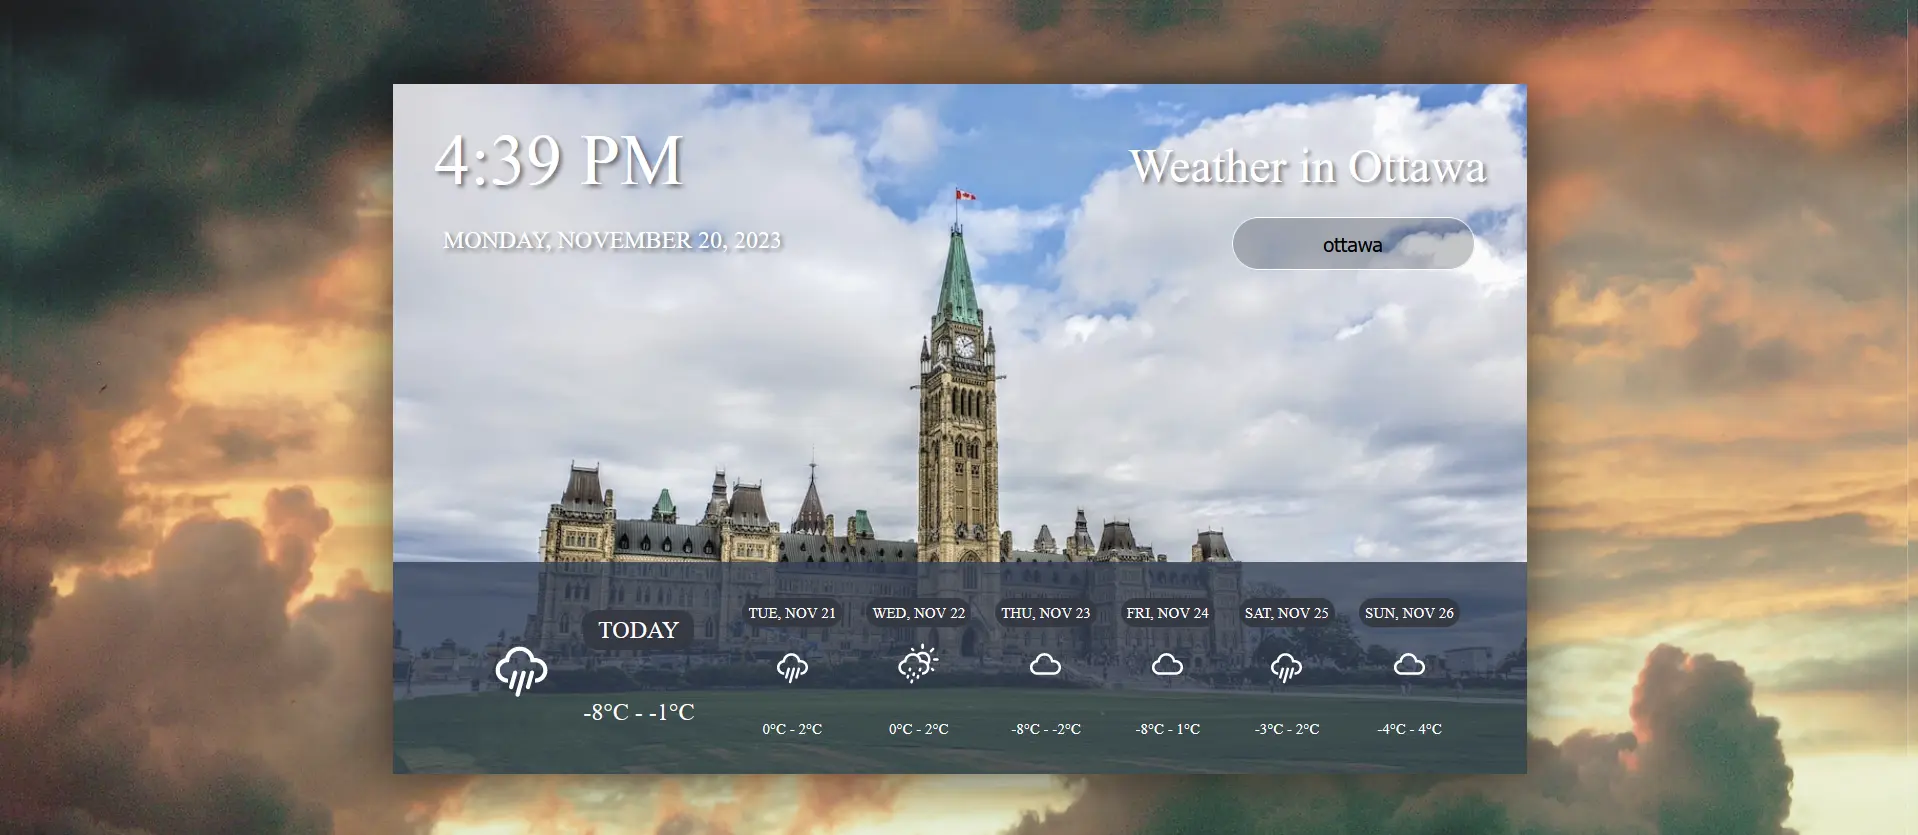 4:39 PM
MONDAY, NOVEMBER 20, 2023
Weather in Ottawa
ottawa
TODAY
-8°C - -1°C
TUE, NOV 21
0°C - 2°C
WED, NOV 22
0°C - 2°C
THU, NOV 23
-8°C - -2°C
FRI, NOV 24
-8°C - 1°C
SAT, NOV 25
-3°C - 2°C
SUN, NOV 26
-4°C - 4°C